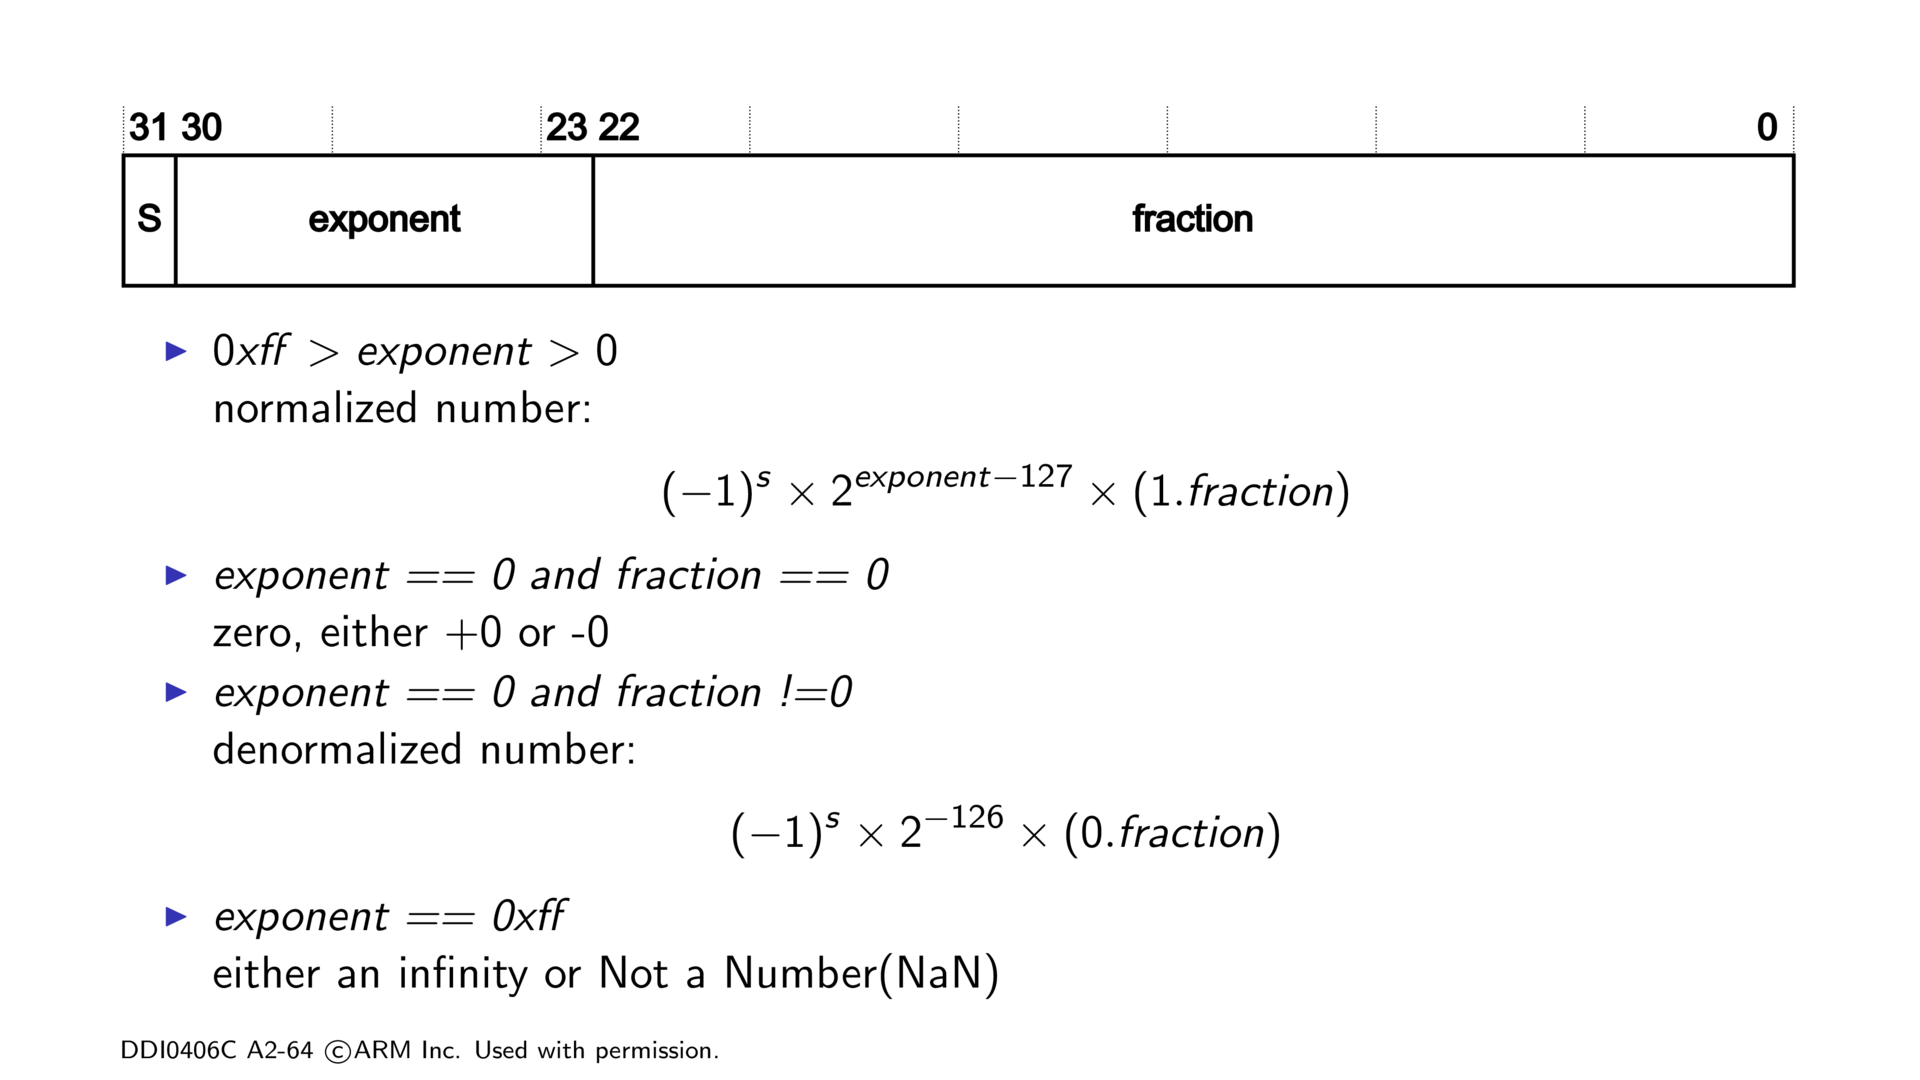 31 30 23 22 0
S exponent fraction
0xff > exponent > 0
normalized number:
(−1)^s × 2^{exponent−127} × (1.fraction)
exponent == 0 and fraction == 0
zero, either +0 or -0
exponent == 0 and fraction !=0
denormalized number:
(−1)^s × 2^{−126} × (0.fraction)
exponent == 0xff
either an infinity or Not a Number(NaN)
DDI0406C A2-64 ©ARM Inc. Used with permission.